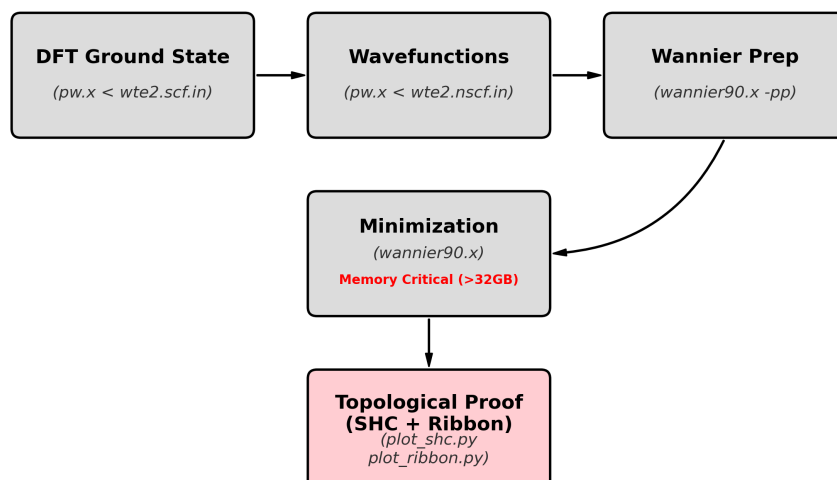 DFT Ground State
(pw.x < wte2.scf.in)
Wavefunctions
(pw.x < wte2.nscf.in)
Wannier Prep
(wannier90.x -pp)
Minimization
(wannier90.x)
Memory Critical (>32GB)
Topological Proof
(SHC + Ribbon)
(plot_shc.py
plot_ribbon.py)